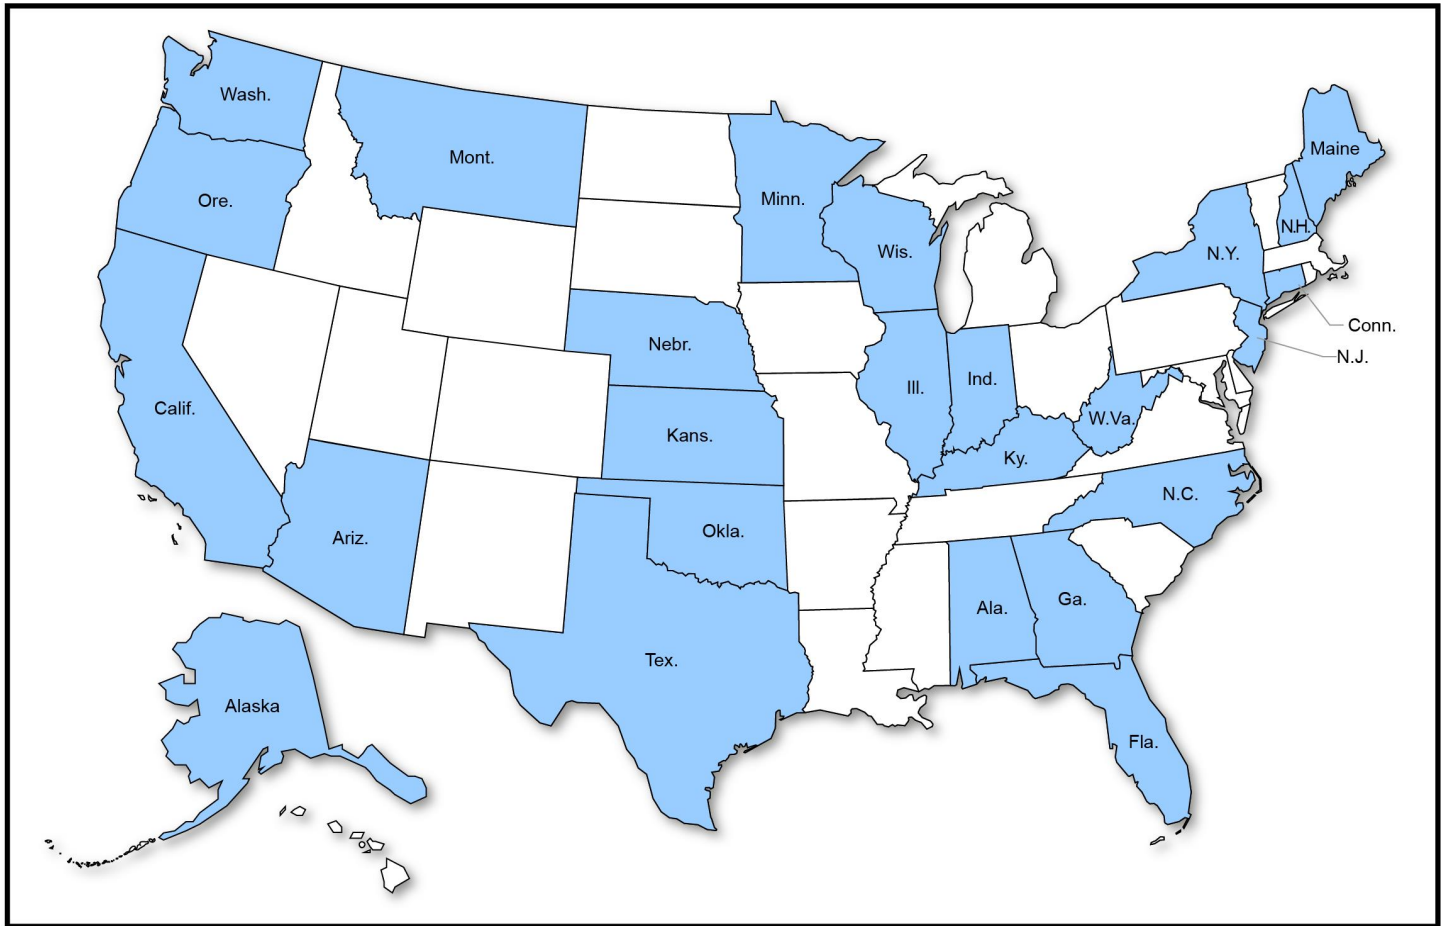 Wash.
Mont.
Ore.
Minn.
Wis.
Maine
N.H.
N.Y.
Conn.
N.J.
Nebr.
Ill.
Ind.
Calif.
Kans.
W.Va.
Ky.
N.C.
Ariz.
Okla.
Ala.
Ga.
Tex.
Alaska
Fla.